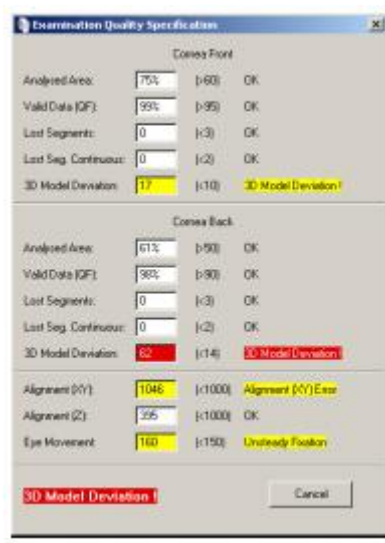 Examination Quality Specification
Cornea Front
Analysed Area: 75% (>60) OK
Valid Data (QF): 99% (>95) OK
Lost Segments: 0 (<3) OK
Lost Seg. Continuous: 0 (<2) OK
3D Model Deviation: 17 (<10) 3D Model Deviation !
Cornea Back
Analysed Area: 61% (>50) OK
Valid Data (QF): 98% (>90) OK
Lost Segments: 0 (<3) OK
Lost Seg. Continuous: 0 (<2) OK
3D Model Deviation: 62 (<14) 3D Model Deviation !
Alignment (XY): 1046 (<1000) Alignment (XY) Error
Alignment (Z): 395 (<1000) OK
Eye Movement: 160 (<150) Unsteady Fixation
3D Model Deviation ! Cancel